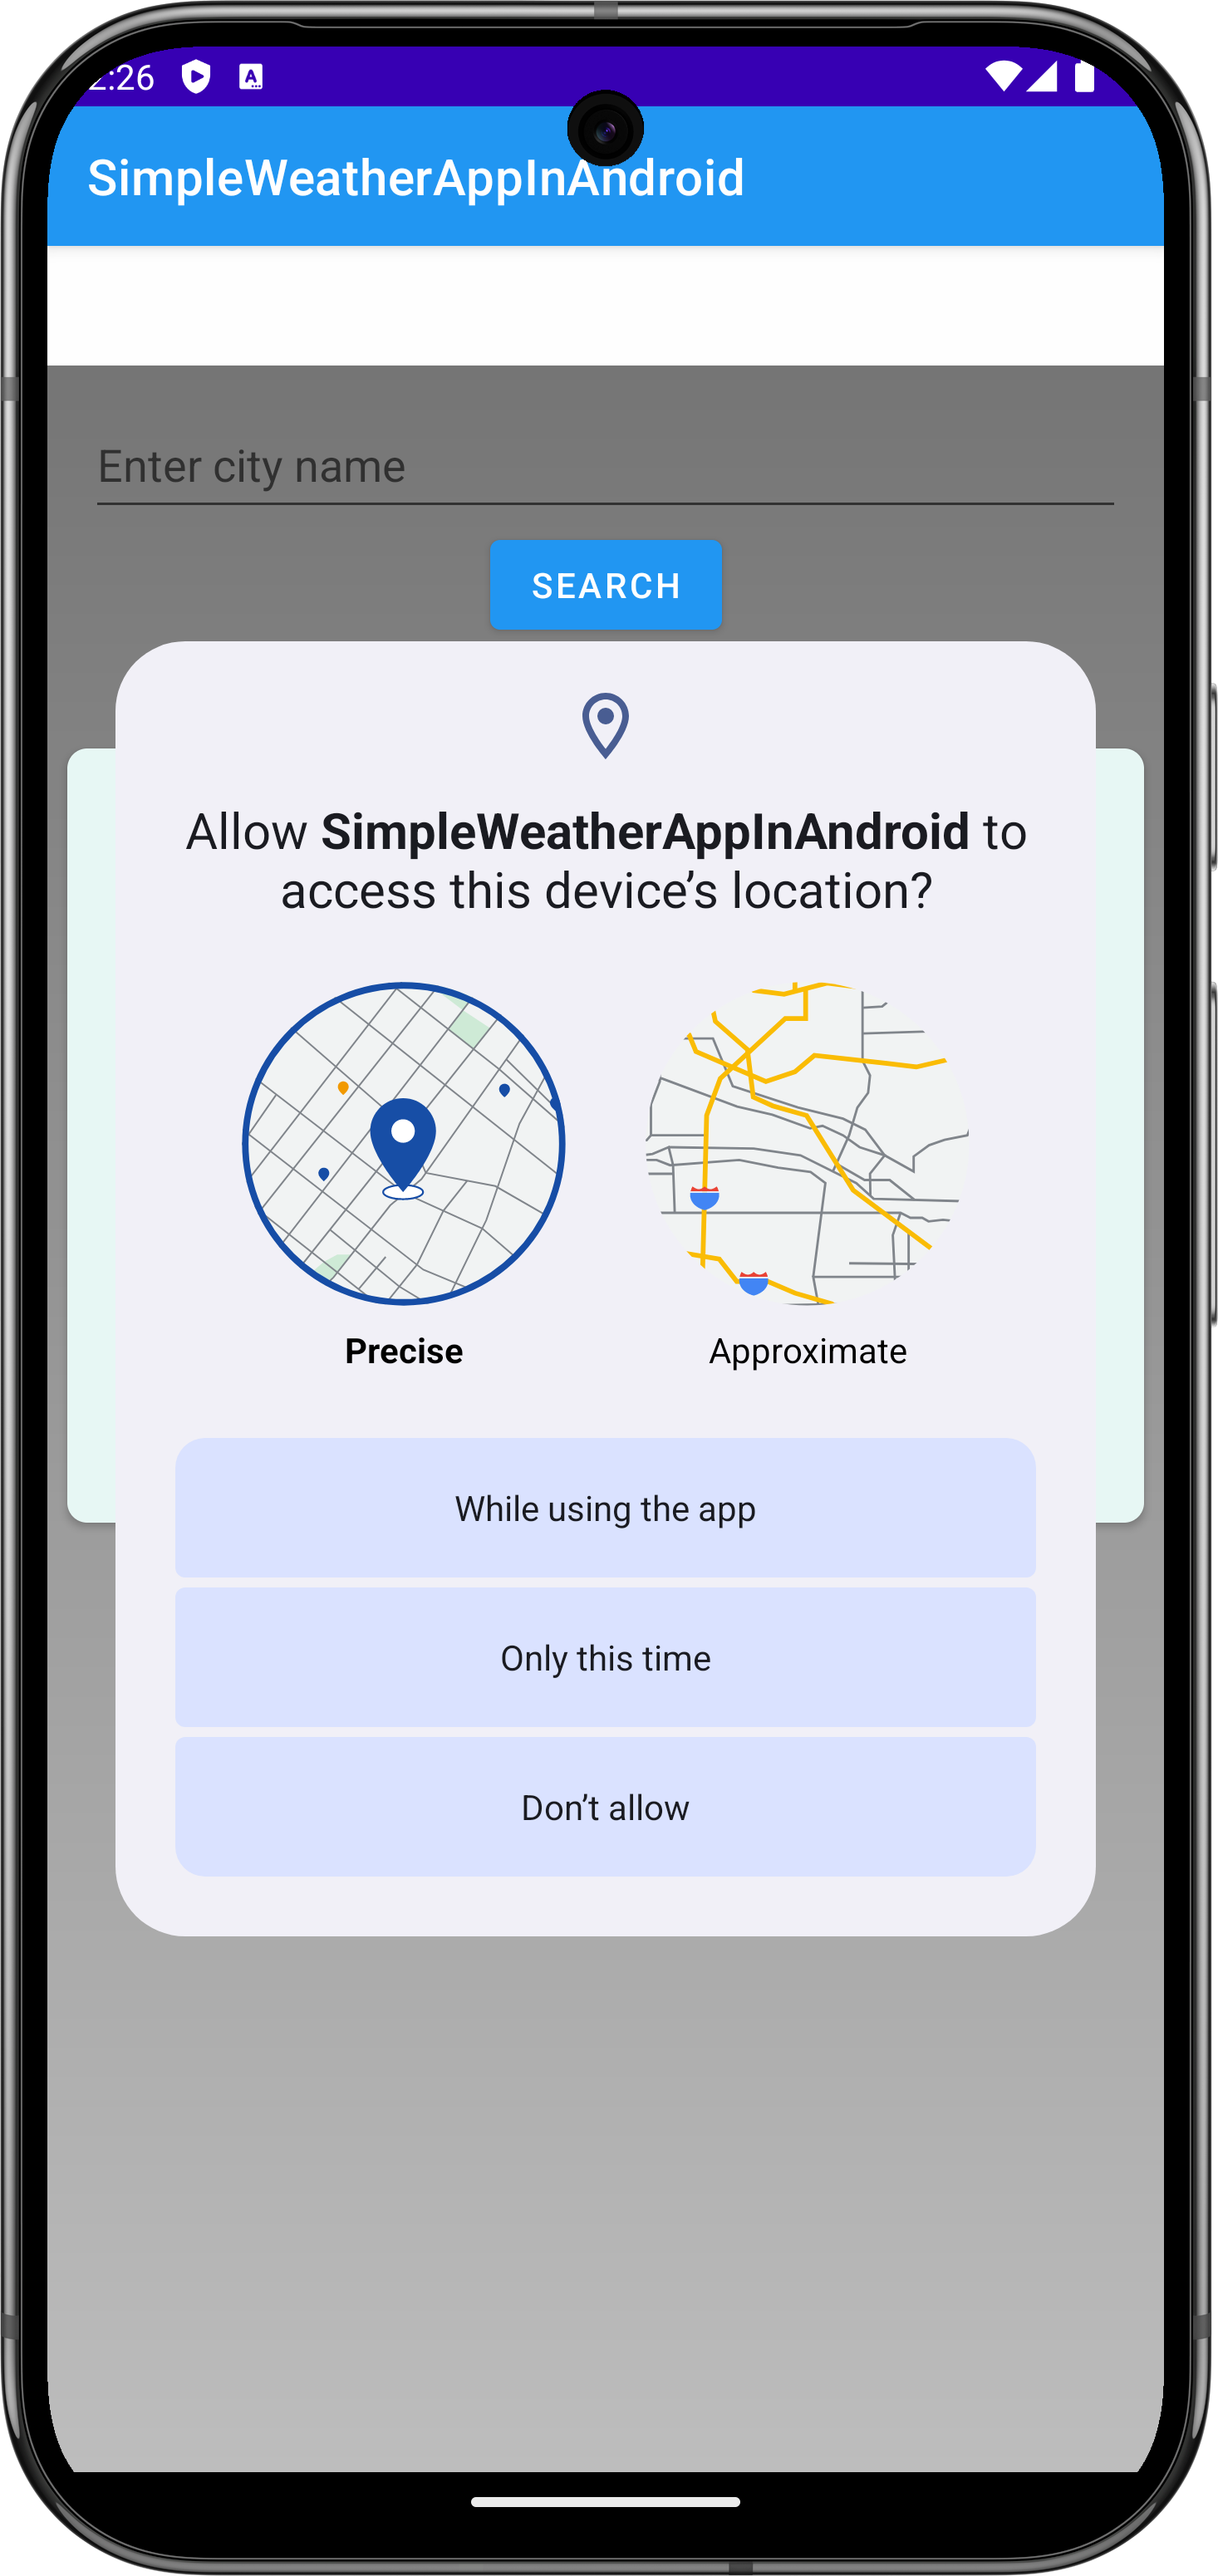 2:26
SimpleWeatherAppInAndroid
Enter city name
SEARCH
Allow SimpleWeatherAppInAndroid to
access this device’s location?
Precise
Approximate
While using the app
Only this time
Don’t allow